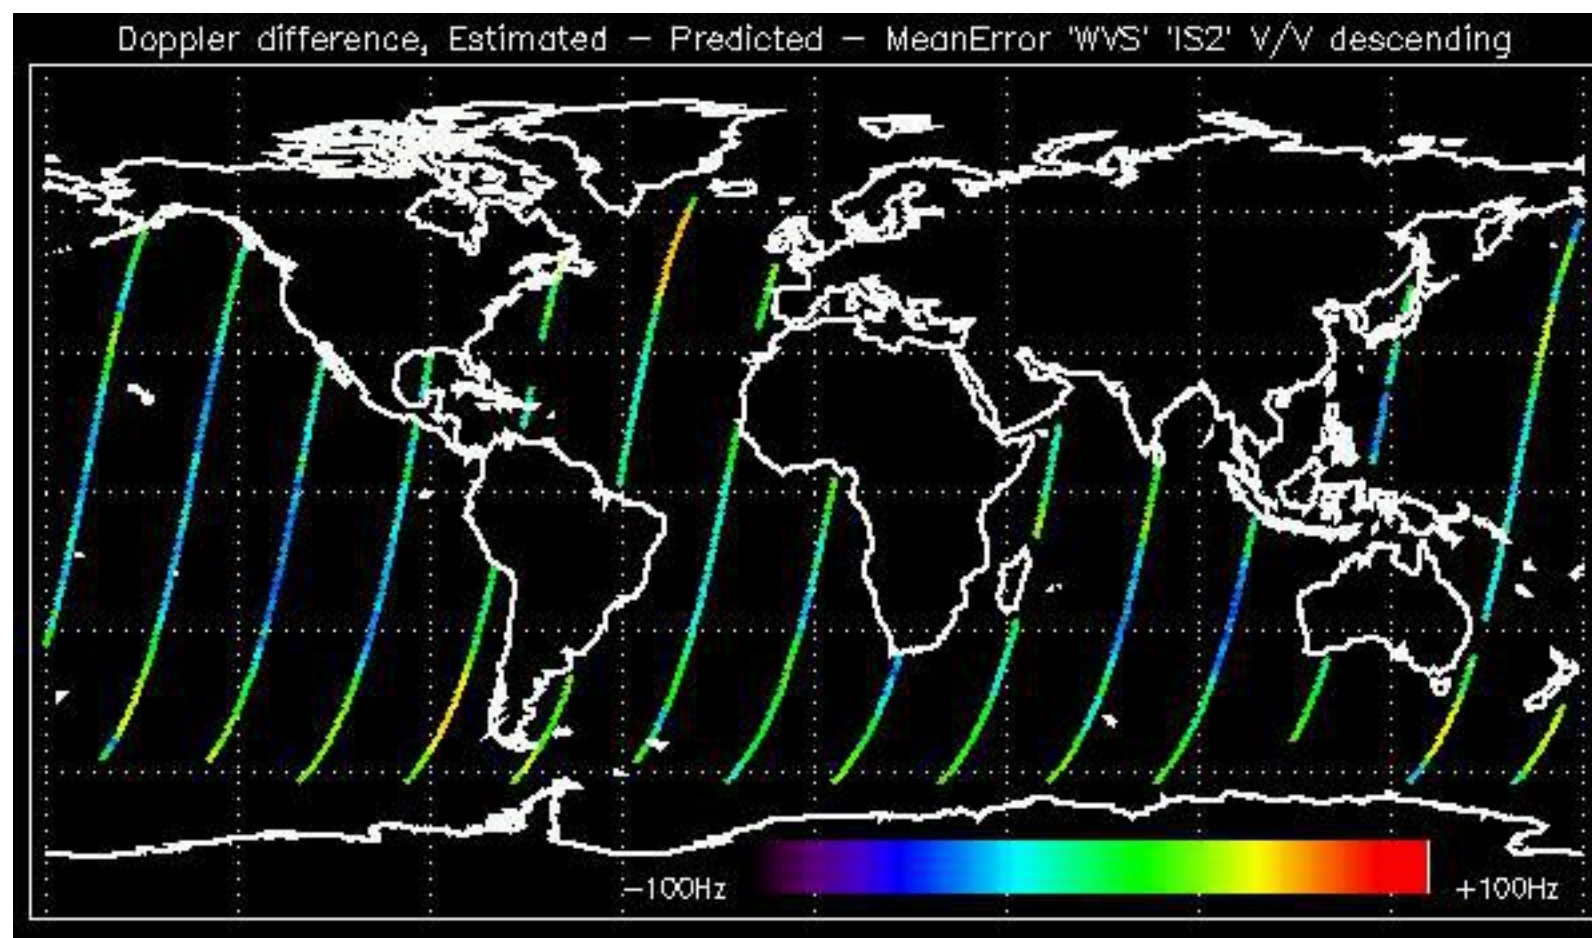 Doppler difference, Estimated – Predicted – MeanError 'WVS' 'IS2' V/V descending
–100Hz +100Hz